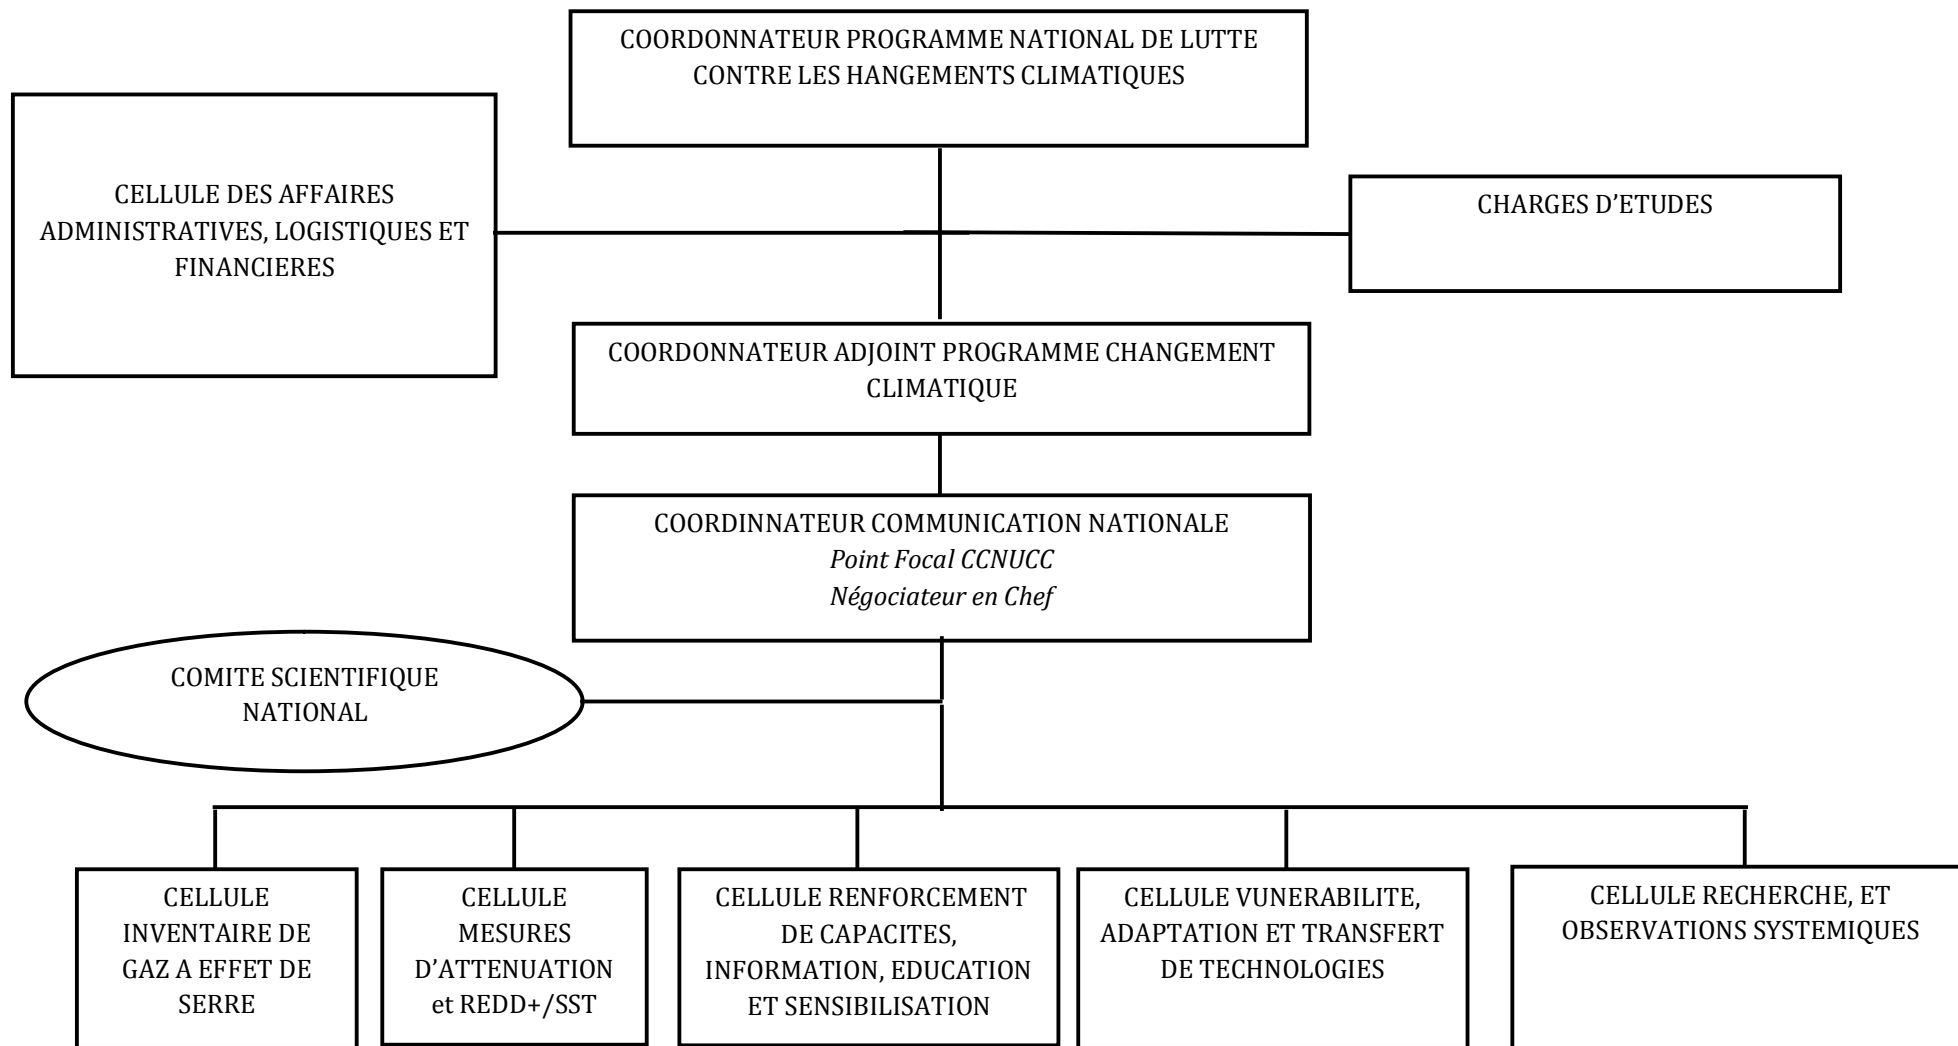 COORDONNATEUR PROGRAMME NATIONAL DE LUTTE
CONTRE LES HANGEMENTS CLIMATIQUES
CELLULE DES AFFAIRES
ADMINISTRATIVES, LOGISTIQUES ET
FINANCIERES
CHARGES D’ETUDES
COORDONNATEUR ADJOINT PROGRAMME CHANGEMENT
CLIMATIQUE
COORDINNATEUR COMMUNICATION NATIONALE
Point Focal CCNUCC
Négociateur en Chef
COMITE SCIENTIFIQUE
NATIONAL
CELLULE
INVENTAIRE DE
GAZ A EFFET DE
SERRE
CELLULE
MESURES
D’ATTENUATION
et REDD+/SST
CELLULE RENFORCEMENT
DE CAPACITES,
INFORMATION, EDUCATION
ET SENSIBILISATION
CELLULE VUNERABILITE,
ADAPTATION ET TRANSFERT
DE TECHNOLOGIES
CELLULE RECHERCHE, ET
OBSERVATIONS SYSTEMIQUES